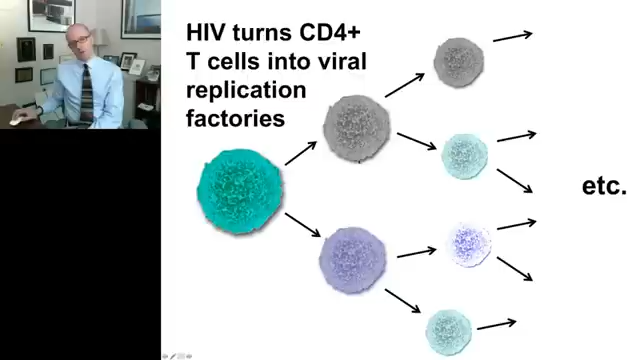 HIV turns CD4+
T cells into viral
replication
factories
etc.